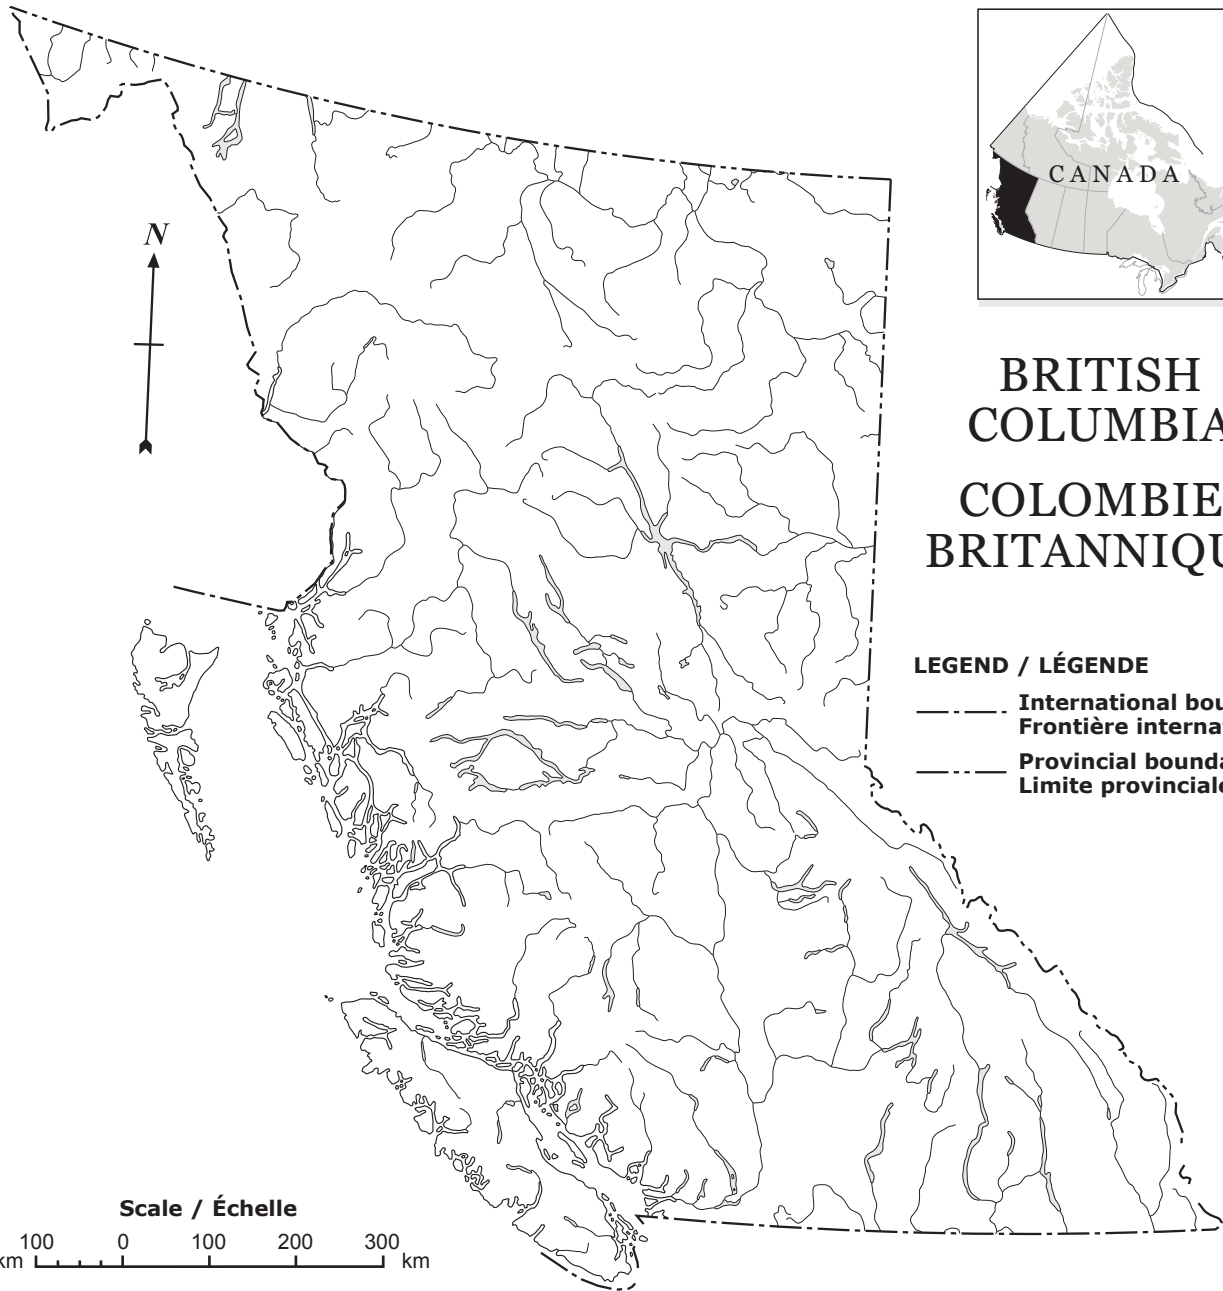 N
CANADA
BRITISH
COLUMBIA
COLOMBIE
BRITANNIQU
LEGEND / LÉGENDE
International bou
Frontière interna
Provincial bounda
Limite provinciale
Scale / Échelle
100 0 100 200 300
km km